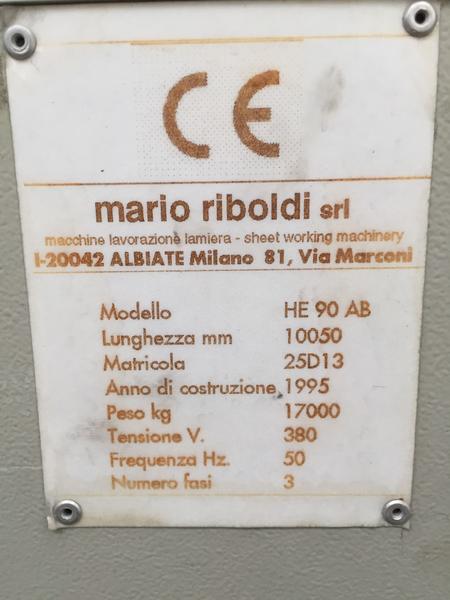 CE
mario riboldi srl
macchine lavorazione lamiera - sheet working machinery
I-20042 ALBIATE Milano 81, Via Marconi
Modello HE 90 AB
Lunghezza mm 10050
Matricola 25D13
Anno di costruzione 1995
Peso kg 17000
Tensione V. 380
Frequenza Hz. 50
Numero fasi 3